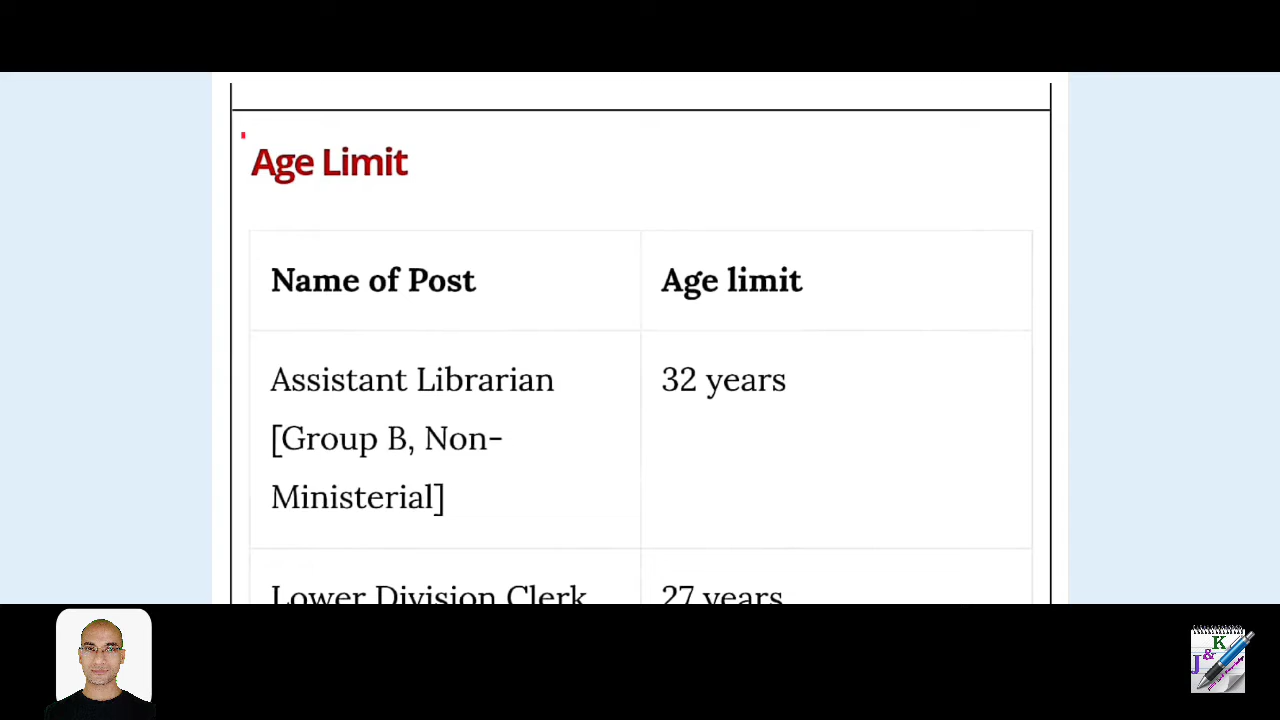 Age Limit
Name of Post
Age limit
Assistant Librarian
[Group B, Non-
Ministerial]
32 years
Lower Division Clerk
27 years
J&K